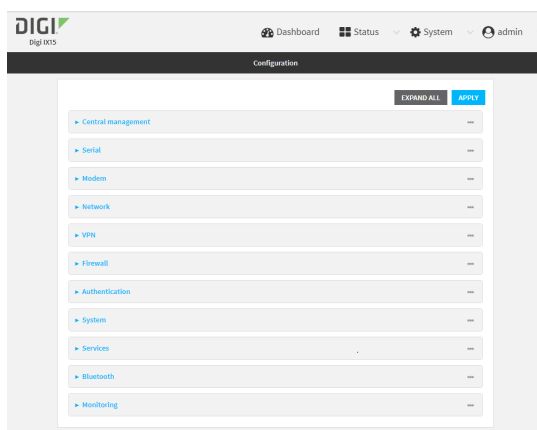 DIGI.
Digi IX15
Dashboard
Status
System
admin
Configuration
EXPAND ALL
APPLY
Central management
Serial
Modem
Network
VPN
Firewall
Authentication
System
Services
Bluetooth
Monitoring